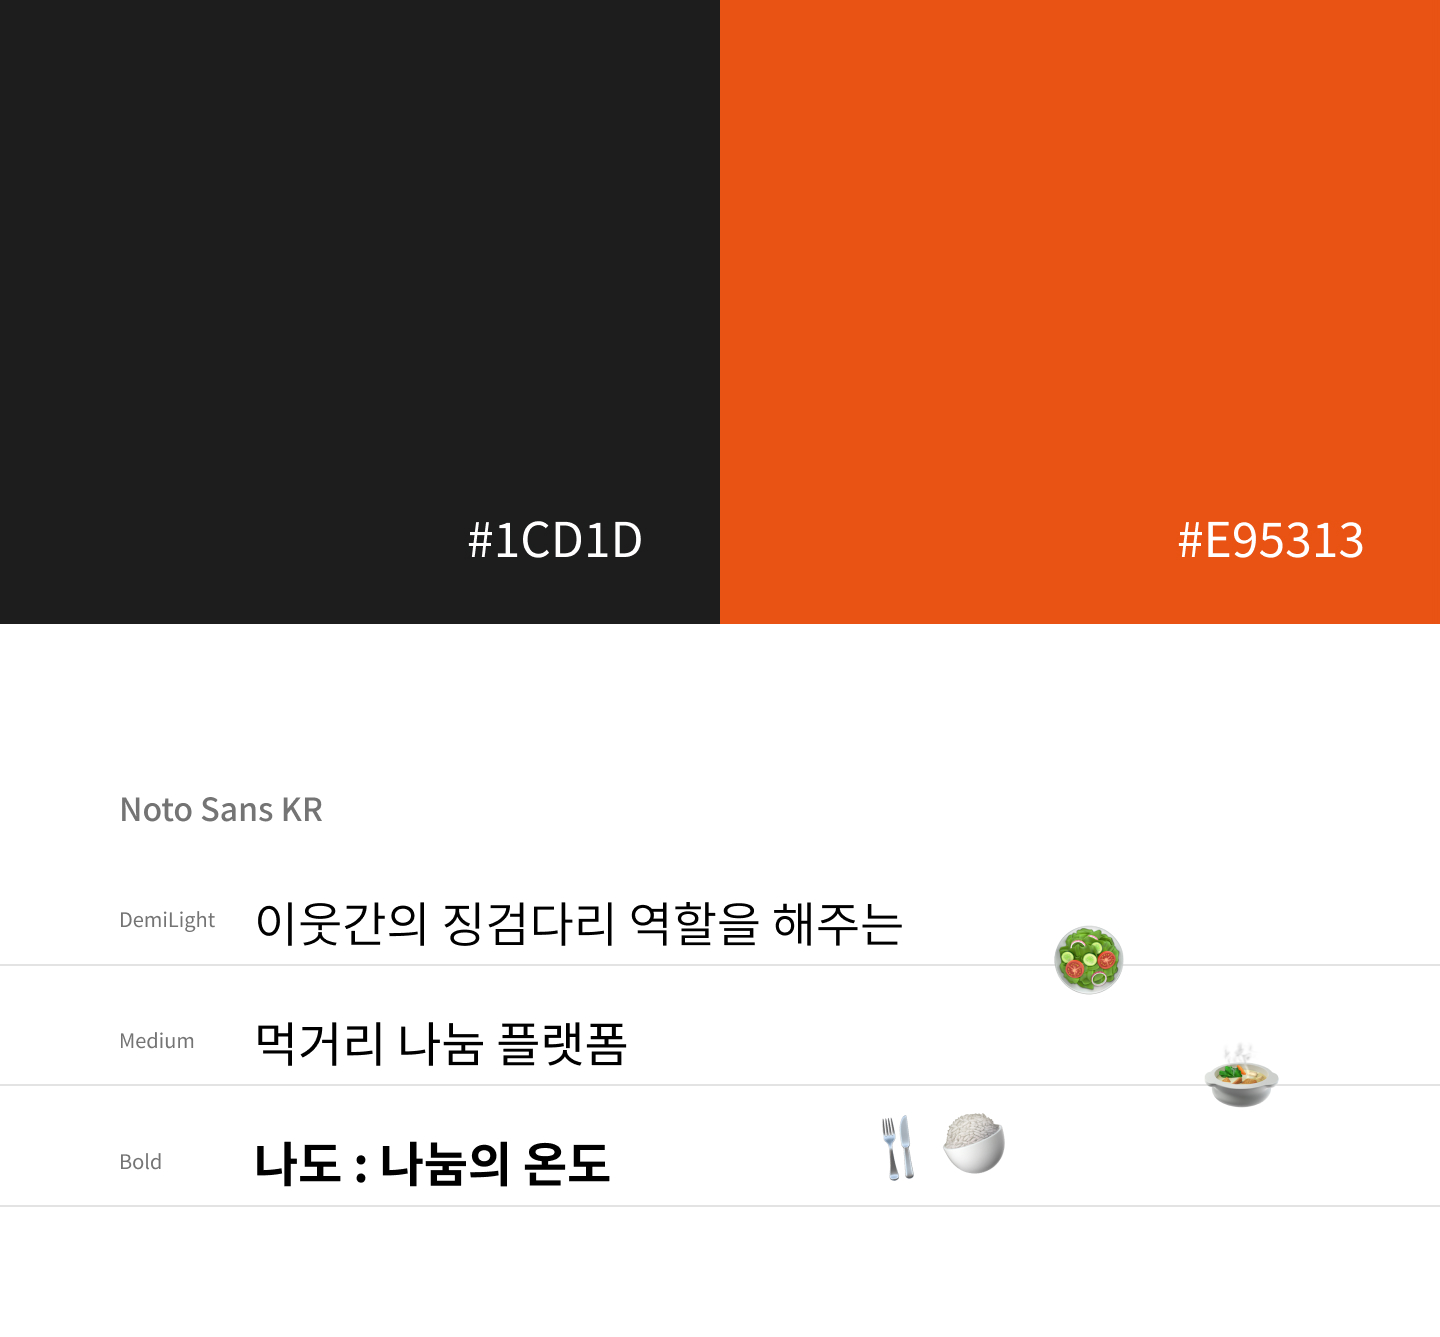 #1CD1D
#E95313
Noto Sans KR
DemiLight 이웃간의 징검다리 역할을 해주는
Medium 먹거리 나눔 플랫폼
Bold 나도 : 나눔의 온도